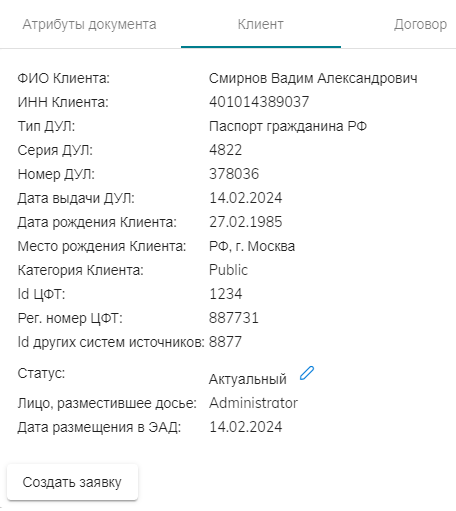 Атрибуты документа Клиент Договор
ФИО Клиента: Смирнов Вадим Александрович
ИНН Клиента: 401014389037
Тип ДУЛ: Паспорт гражданина РФ
Серия ДУЛ: 4822
Номер ДУЛ: 378036
Дата выдачи ДУЛ: 14.02.2024
Дата рождения Клиента: 27.02.1985
Место рождения Клиента: РФ, г. Москва
Категория Клиента: Public
Id ЦФТ: 1234
Рег. номер ЦФТ: 887731
Id других систем источников: 8877
Статус: Актуальный
Лицо, разместившее досье: Administrator
Дата размещения в ЭАД: 14.02.2024
Создать заявку